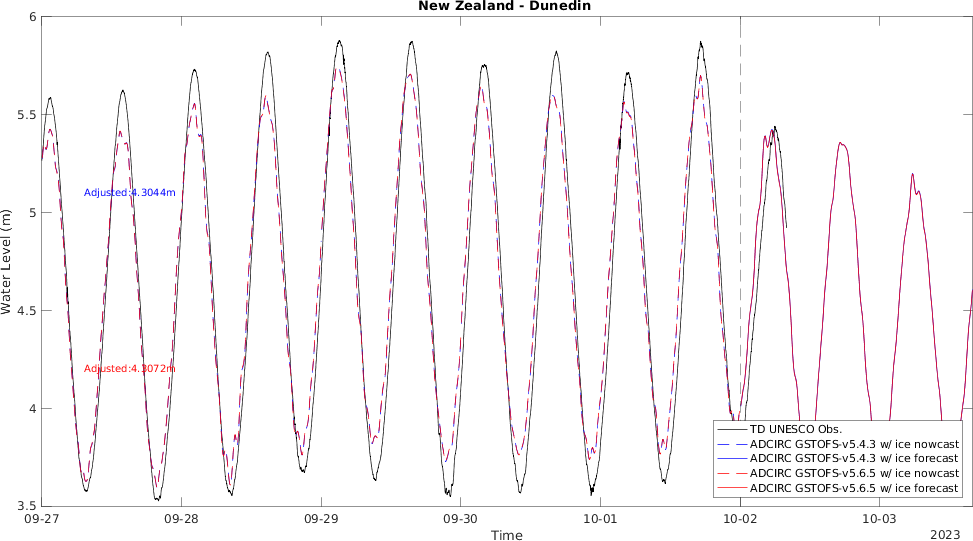 New Zealand - Dunedin
6
5.5
5
4.5
4
3.5
Water Level (m)
Adjusted:4.3044m
Adjusted:4.3072m
TD UNESCO Obs.
ADCIRC GSTOFS-v5.4.3 w/ ice nowcast
ADCIRC GSTOFS-v5.4.3 w/ ice forecast
ADCIRC GSTOFS-v5.6.5 w/ ice nowcast
ADCIRC GSTOFS-v5.6.5 w/ ice forecast
09-27 09-28 09-29 09-30 10-01 10-02 10-03
Time
2023